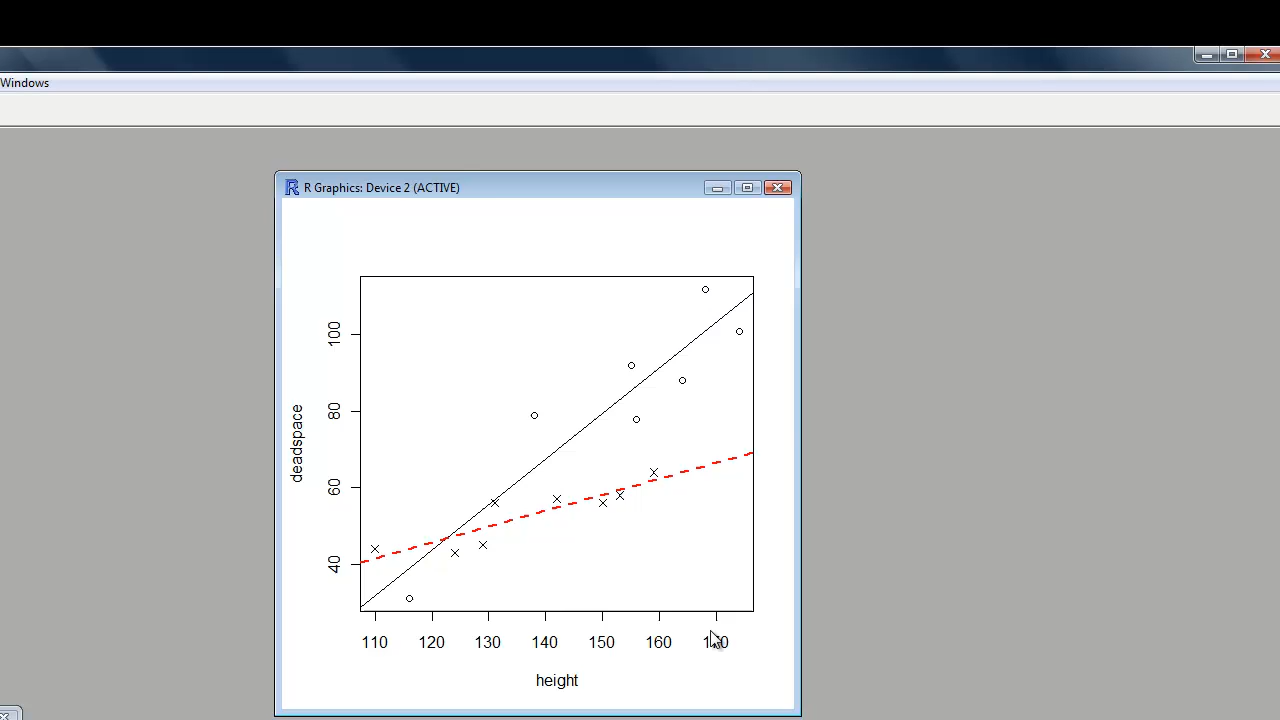 Windows
R Graphics: Device 2 (ACTIVE)
100
80
60
40
deadspace
110 120 130 140 150 160
height